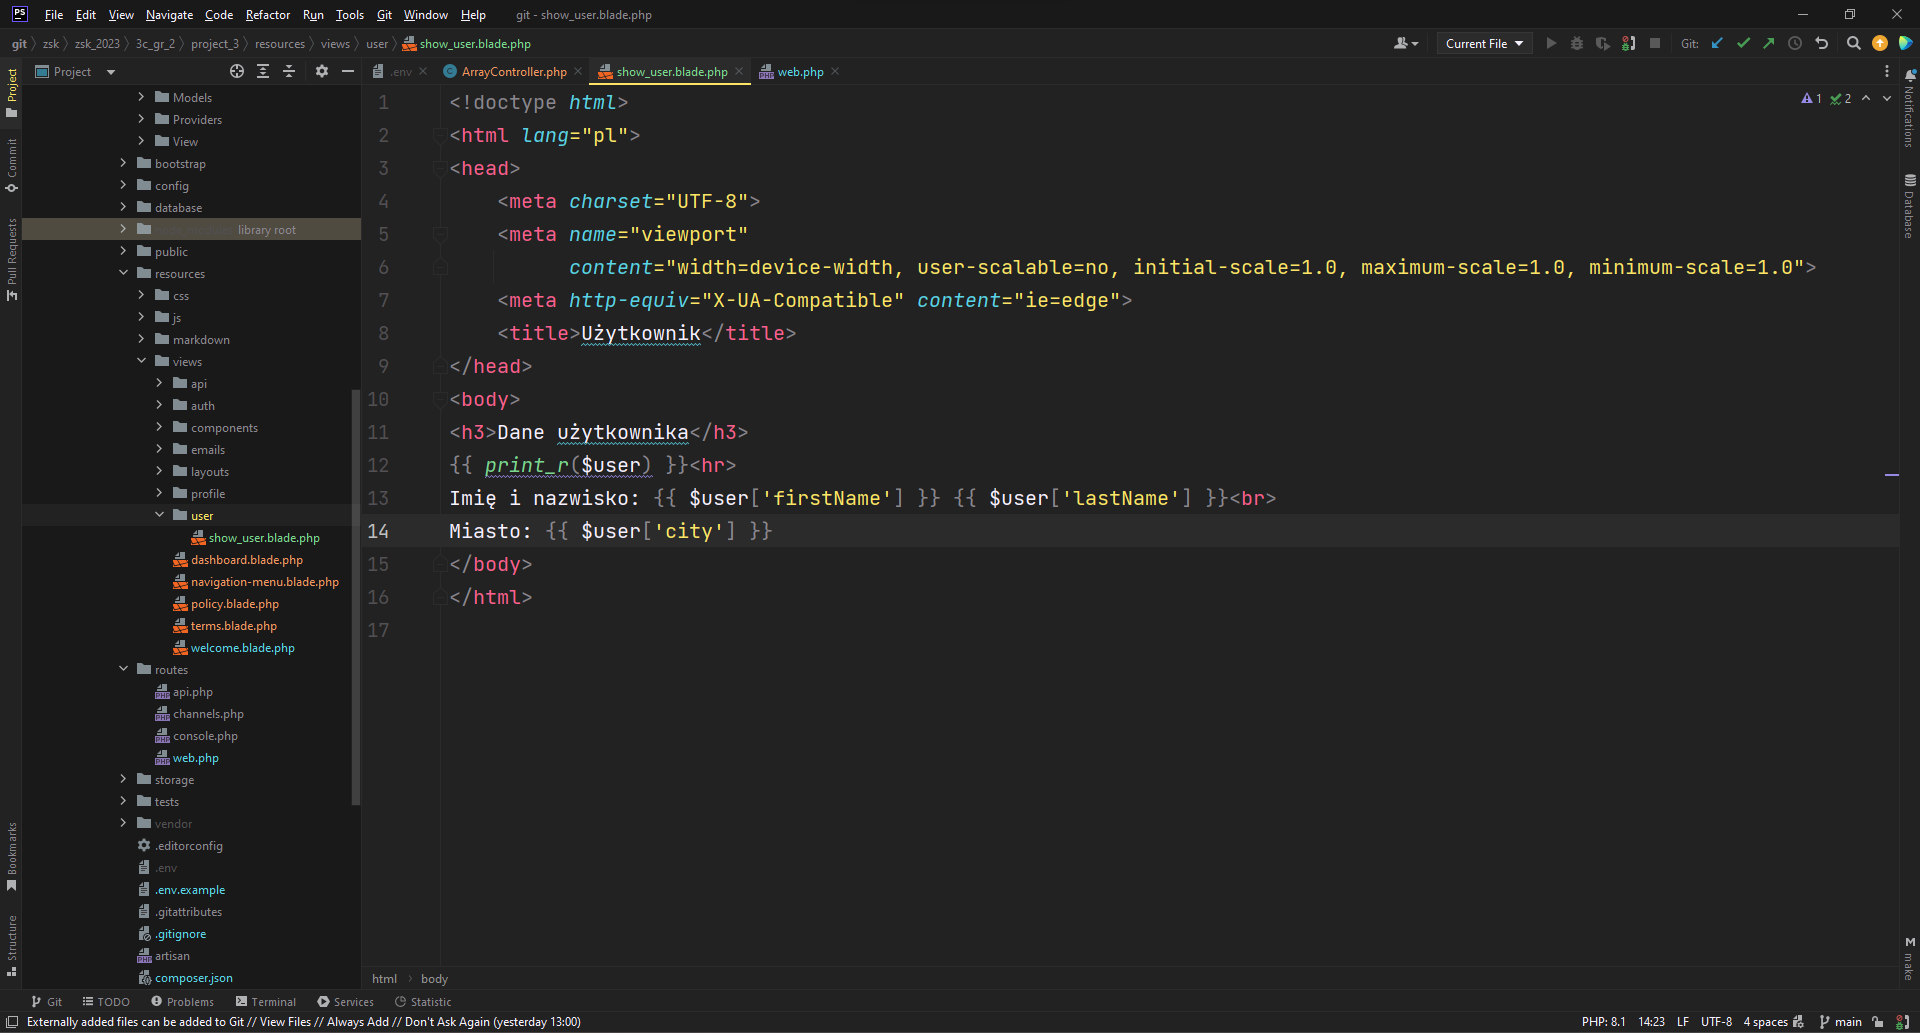 PS File Edit View Navigate Code Refactor Run Tools Git Window Help git - show_user.blade.php
git zsk zsk_2023 3c_gr_2 project_3 resources views user show_user.blade.php Current File Git:
Project .env ArrayController.php show_user.blade.php web.php
Project
Commit
Pull Requests
Bookmarks
Structure
Models
Providers
View
bootstrap
config
database
library root
public
resources
css
js
markdown
views
api
auth
components
emails
layouts
profile
user
show_user.blade.php
dashboard.blade.php
navigation-menu.blade.php
policy.blade.php
terms.blade.php
welcome.blade.php
routes
api.php
channels.php
console.php
web.php
storage
tests
vendor
.editorconfig
.env
.env.example
.gitattributes
.gitignore
artisan
composer.json
1 <!doctype html>
2 <html lang="pl">
3 <head>
4 <meta charset="UTF-8">
5 <meta name="viewport"
6 content="width=device-width, user-scalable=no, initial-scale=1.0, maximum-scale=1.0, minimum-scale=1.0">
7 <meta http-equiv="X-UA-Compatible" content="ie=edge">
8 <title>Użytkownik</title>
9 </head>
10 <body>
11 <h3>Dane użytkownika</h3>
12 {{ print_r($user) }}<hr>
13 Imię i nazwisko: {{ $user['firstName'] }} {{ $user['lastName'] }}<br>
14 Miasto: {{ $user['city'] }}
15 </body>
16 </html>
17
1 2
Notifications
Database
M make
html body
Git TODO Problems Terminal Services Statistic
Externally added files can be added to Git // View Files // Always Add // Don't Ask Again (yesterday 13:00) PHP: 8.1 14:23 LF UTF-8 4 spaces main